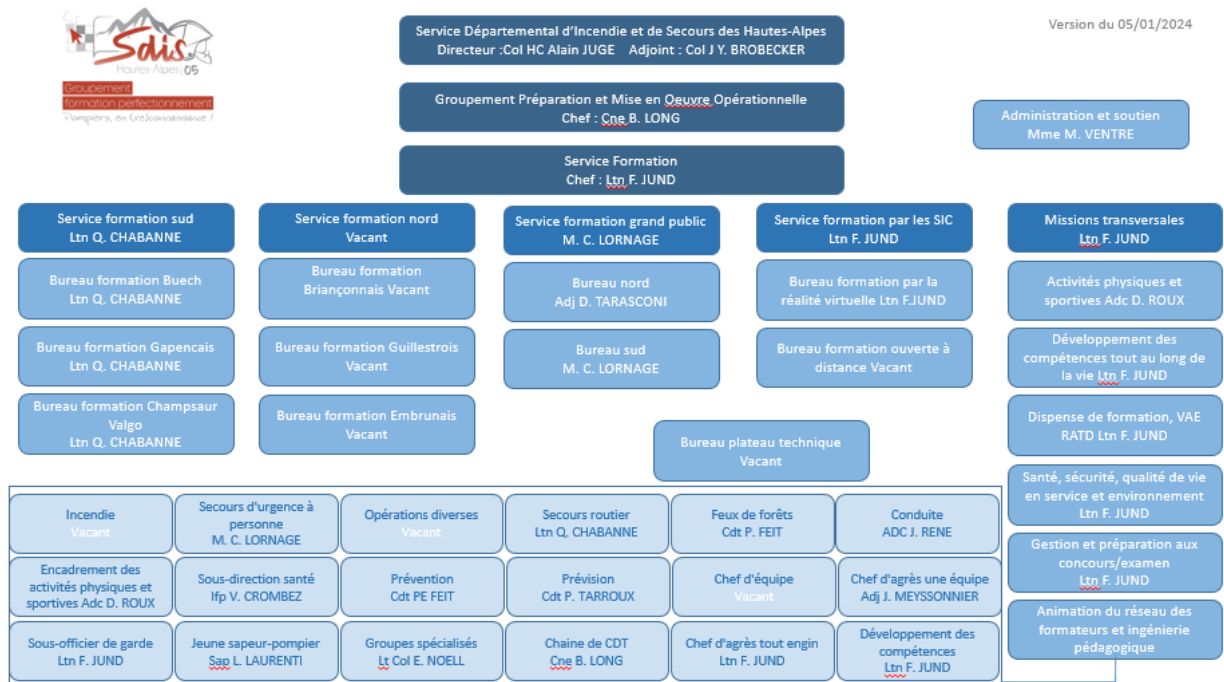 Sdis
Hautes-Alpes 05
Groupement
formation perfectionnement
Pompiers, en (re)connaissance !
Service Départemental d'Incendie et de Secours des Hautes-Alpes
Directeur :Col HC Alain JUGE Adjoint : Col J Y. BROBECKER
Version du 05/01/2024
Groupement Préparation et Mise en Oeuvre Opérationnelle
Chef : Cne B. LONG
Administration et soutien
Mme M. VENTRE
Service Formation
Chef : Ltn F. JUND
Service formation sud
Ltn Q. CHABANNE
Service formation nord
Vacant
Service formation grand public
M. C. LORNAGE
Service formation par les SIC
Ltn F. JUND
Missions transversales
Ltn F. JUND
Bureau formation Buech
Ltn Q. CHABANNE
Bureau formation
Briançonnais Vacant
Bureau nord
Adj D. TARASCONI
Bureau formation par la
réalité virtuelle Ltn F.JUND
Activités physiques et
sportives Adc D. ROUX
Bureau formation Gapencais
Ltn Q. CHABANNE
Bureau formation Guillestrois
Vacant
Bureau sud
M. C. LORNAGE
Bureau formation ouverte à
distance Vacant
Développement des
compétences tout au long de
la vie Ltn F. JUND
Bureau formation Champsaur
Valgo
Ltn Q. CHABANNE
Bureau formation Embrunais
Vacant
Bureau plateau technique
Vacant
Dispense de formation, VAE
RATD Ltn F. JUND
Santé, sécurité, qualité de vie
en service et environnement
Ltn F. JUND
Gestion et préparation aux
concours/examen
Ltn F. JUND
Animation du réseau des
formateurs et ingénierie
pédagogique
Incendie
Vacant
Secours d'urgence à
personne
M. C. LORNAGE
Opérations diverses
Vacant
Secours routier
Ltn Q. CHABANNE
Feux de forêts
Cdt P. FEIT
Conduite
ADC J. RENE
Encadrement des
activités physiques et
sportives Adc D. ROUX
Sous-direction santé
Ifp V. CROMBEZ
Prévention
Cdt PE FEIT
Prévision
Cdt P. TARROUX
Chef d'équipe
Vacant
Chef d'agrès une équipe
Adj J. MEYSSONNIER
Sous-officier de garde
Ltn F. JUND
Jeune sapeur-pompier
Sap L. LAURENTI
Groupes spécialisés
Lt Col E. NOELL
Chaine de CDT
Cne B. LONG
Chef d'agrès tout engin
Ltn F. JUND
Développement des
compétences
Ltn F. JUND